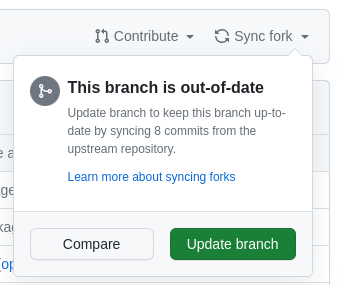 Contribute Sync fork
This branch is out-of-date
Update branch to keep this branch up-to-
date by syncing 8 commits from the
upstream repository.
Learn more about syncing forks
Compare Update branch